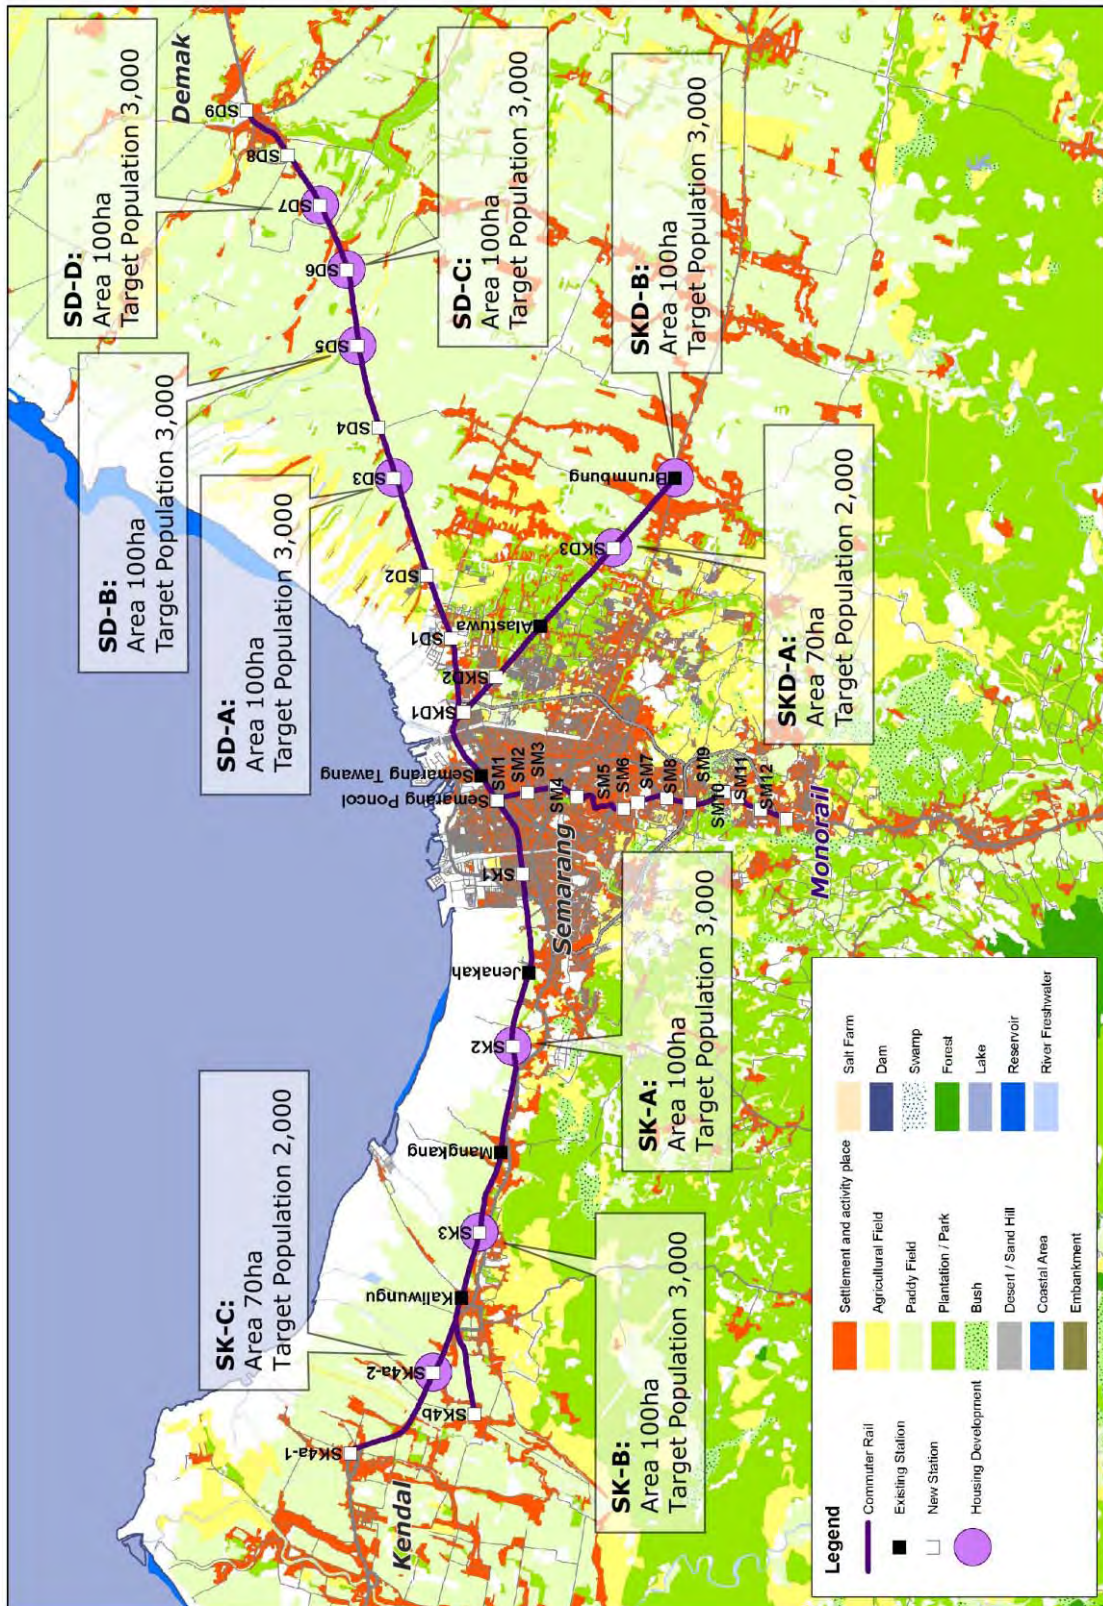 Demak
SD9
SD8
SD7
SD6
SD5
SD4
SD3
SD2
SD1
SD-D:
Area 100ha
Target Population 3,000
SD-C:
Area 100ha
Target Population 3,000
SD-B:
Area 100ha
Target Population 3,000
SD-A:
Area 100ha
Target Population 3,000
SKD-B:
Area 100ha
Target Population 3,000
SKD-A:
Area 70ha
Target Population 2,000
Brunmbung
SKD3
Alastuwa
SKD2
SKD1
Semarang Tawang
Semarang Poncol
SM1
SM2
SM3
SM4
SM5
SM6
SM7
SM8
SM9
SM10
SM11
SM12
Monorail
Semarang
SK1
Jenakah
SK2
Mangkang
SK3
Kaliwungu
SK4a-2
SK4b
SK4a-1
Kendal
SK-A:
Area 100ha
Target Population 3,000
SK-B:
Area 100ha
Target Population 3,000
SK-C:
Area 70ha
Target Population 2,000
Legend
Commuter Rail
Existing Station
New Station
Housing Development
Settlement and activity place
Agricultural Field
Paddy Field
Plantation / Park
Bush
Desert / Sand Hill
Coastal Area
Embankment
Salt Farm
Dam
Swamp
Forest
Lake
Reservoir
River Freshwater